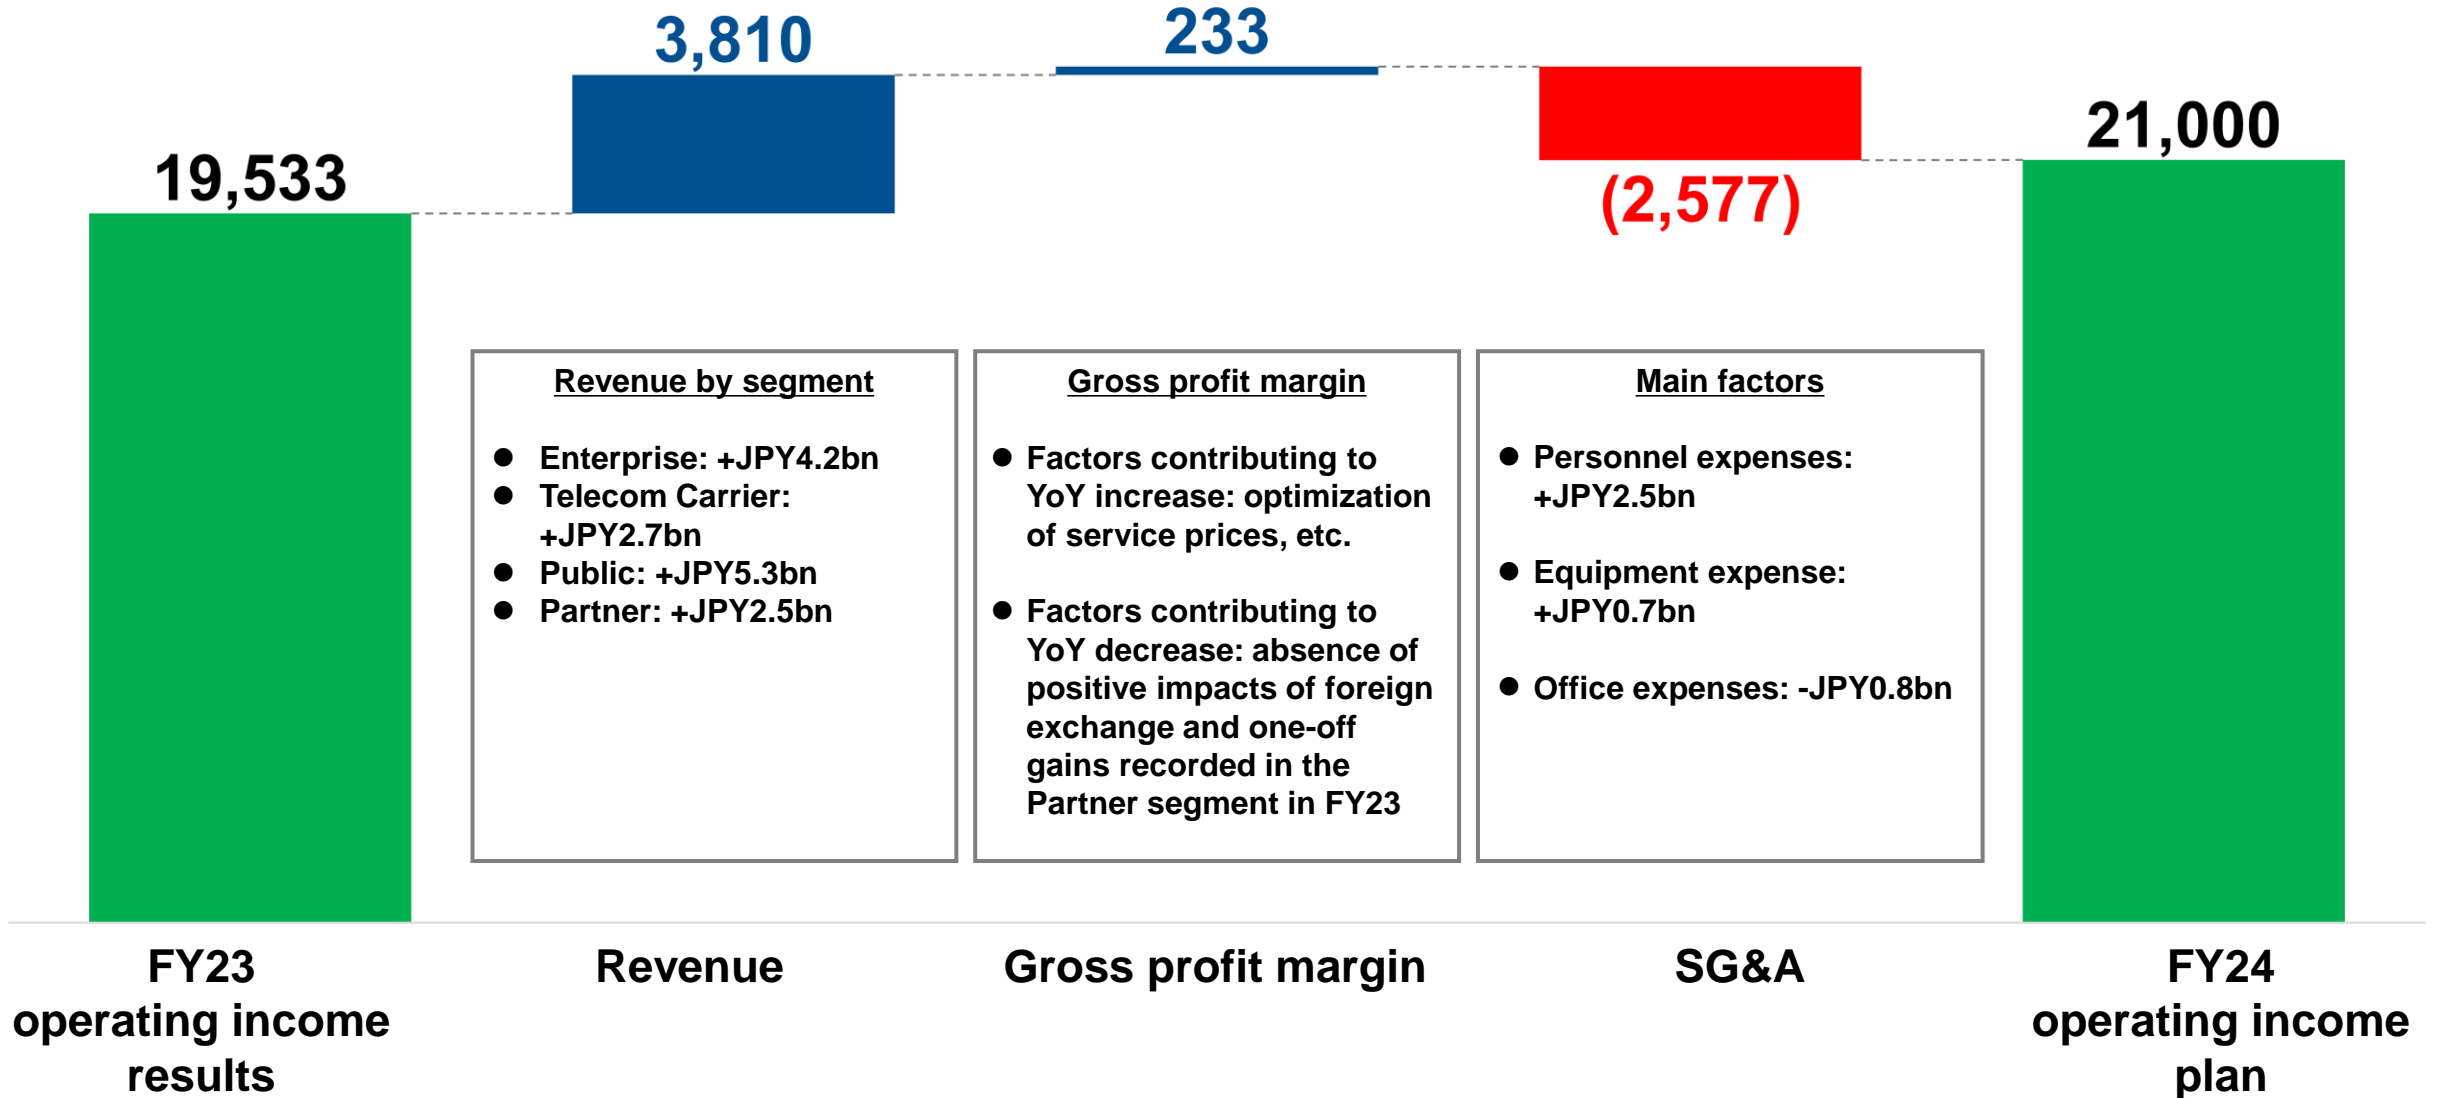 3,810
233
19,533
(2,577)
21,000
Revenue by segment
● Enterprise: +JPY4.2bn
● Telecom Carrier:
+JPY2.7bn
● Public: +JPY5.3bn
● Partner: +JPY2.5bn
Gross profit margin
● Factors contributing to
YoY increase: optimization
of service prices, etc.
● Factors contributing to
YoY decrease: absence of
positive impacts of foreign
exchange and one-off
gains recorded in the
Partner segment in FY23
Main factors
● Personnel expenses:
+JPY2.5bn
● Equipment expense:
+JPY0.7bn
● Office expenses: -JPY0.8bn
FY23
operating income
results
Revenue
Gross profit margin
SG&A
FY24
operating income
plan